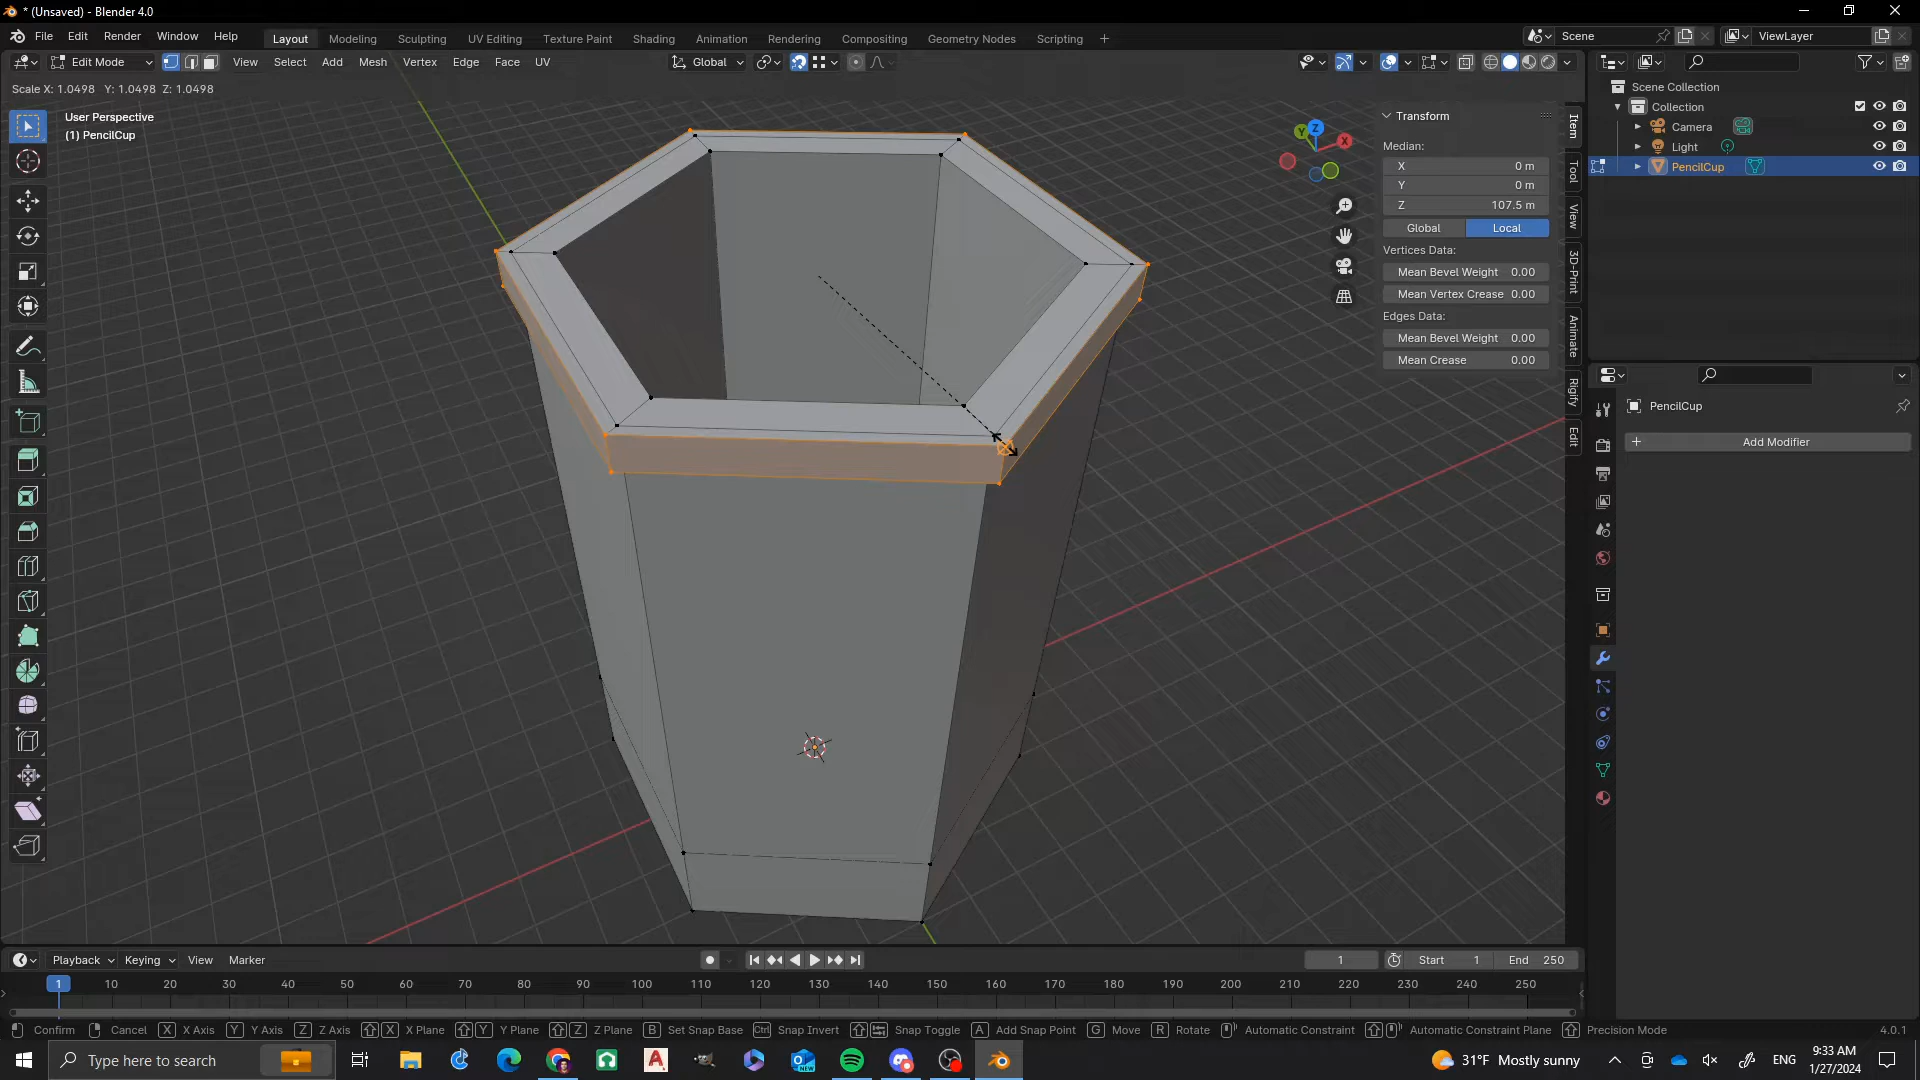 * (Unsaved) - Blender 4.0
File Edit Render Window Help Layout Modeling Sculpting UV Editing Texture Paint Shading Animation Rendering Compositing Geometry Nodes Scripting + Scene ViewLayer
Edit Mode View Select Add Mesh Vertex Edge Face UV Global
Scale X: 1.0498 Y: 1.0498 Z: 1.0498
User Perspective
(1) PencilCup
Z
Y
X
Transform
Median:
X 0 m
Y 0 m
Z 107.5 m
Global Local
Vertices Data:
Mean Bevel Weight 0.00
Mean Vertex Crease 0.00
Edges Data:
Mean Bevel Weight 0.00
Mean Crease 0.00
Item
Tool
View
3D-Print
Animate
Rigify
Edit
Scene Collection
Collection
Camera
Light
PencilCup
PencilCup
+ Add Modifier
Playback Keying View Marker 1 Start 1 End 250
1 10 20 30 40 50 60 70 80 90 100 110 120 130 140 150 160 170 180 190 200 210 220 230 240 250
Confirm Cancel X X Axis Y Y Axis Z Z Axis X X Plane Y Y Plane Z Z Plane B Set Snap Base Ctrl Snap Invert Snap Toggle A Add Snap Point G Move R Rotate Automatic Constraint Automatic Constraint Plane Precision Mode 4.0.1
Type here to search
31°F Mostly sunny
ENG
9:33 AM
1/27/2024